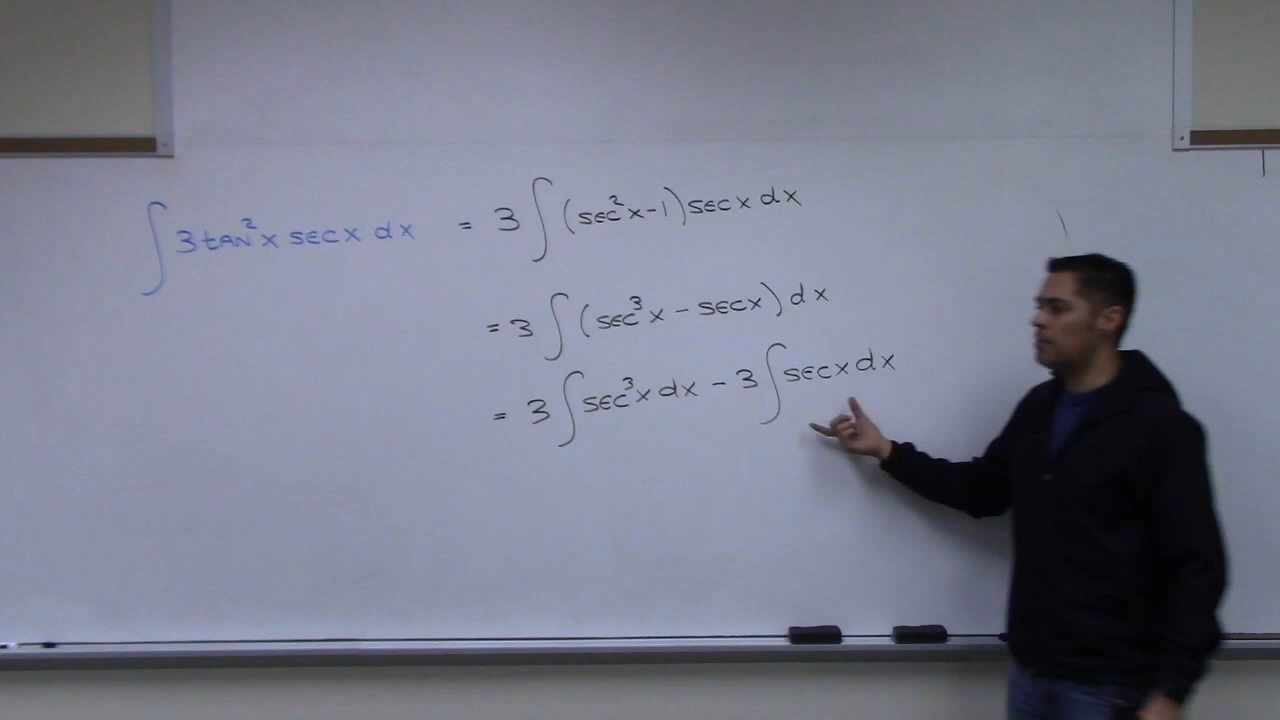 ∫ 3 tan²x sec x dx = 3 ∫ (sec²x - 1) sec x dx
= 3 ∫ (sec³x - sec x) dx
= 3 ∫ sec³x dx - 3 ∫ sec x dx